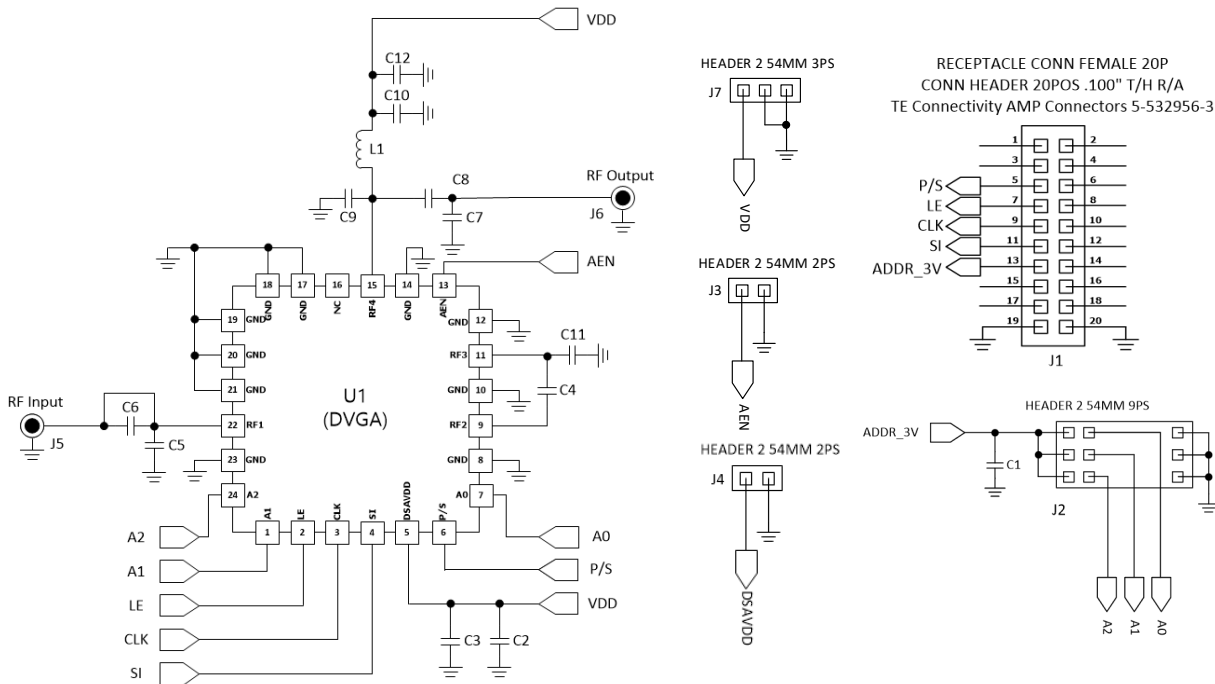 VDD
C12
C10
L1
C8
C9
C7
RF Output
J6
AEN
18
17
16
15
14
13
GND
GND
NC
RF4
GND
AEN
19
GND
20
GND
21
GND
22
RF1
23
GND
24
A2
GND
12
RF3
11
GND
10
RF2
9
GND
8
A0
7
C11
C4
U1
(DVGA)
RF Input
J5
C6
C5
A1
LE
CLK
SI
DSAVDD
P/S
1
2
3
4
5
6
A2
A1
LE
CLK
SI
A0
P/S
VDD
C3
C2
HEADER 2 54MM 3PS
J7
VDD
HEADER 2 54MM 2PS
J3
AEN
HEADER 2 54MM 2PS
J4
DSAVDD
RECEPTACLE CONN FEMALE 20P
CONN HEADER 20POS .100" T/H R/A
TE Connectivity AMP Connectors 5-532956-3
1 2
3 4
P/S 5 6
LE 7 8
CLK 9 10
SI 11 12
ADDR_3V 13 14
15 16
17 18
19 20
J1
HEADER 2 54MM 9PS
ADDR_3V
C1
J2
A2
A1
A0